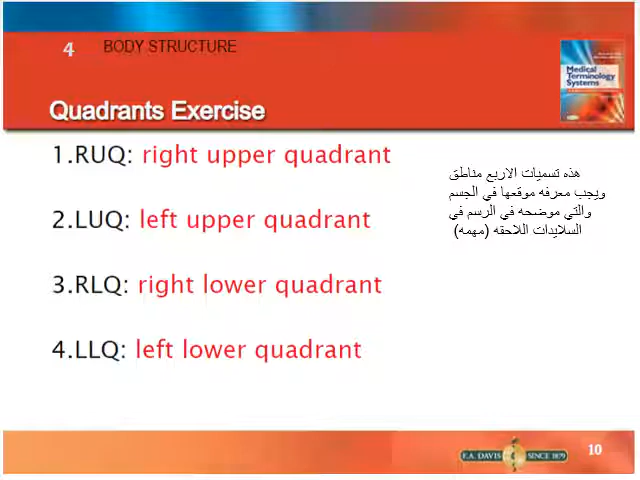 4 BODY STRUCTURE
Medical
Terminology
Systems
Quadrants Exercise
1.RUQ: right upper quadrant
هذه تسميات الاربع مناطق
ويجب معرفه موقعها في الجسم
والتي موضحه في الرسم في
السلايدات اللاحقه (مهمه)
2.LUQ: left upper quadrant
3.RLQ: right lower quadrant
4.LLQ: left lower quadrant
F.A. DAVIS SINCE 1879
10